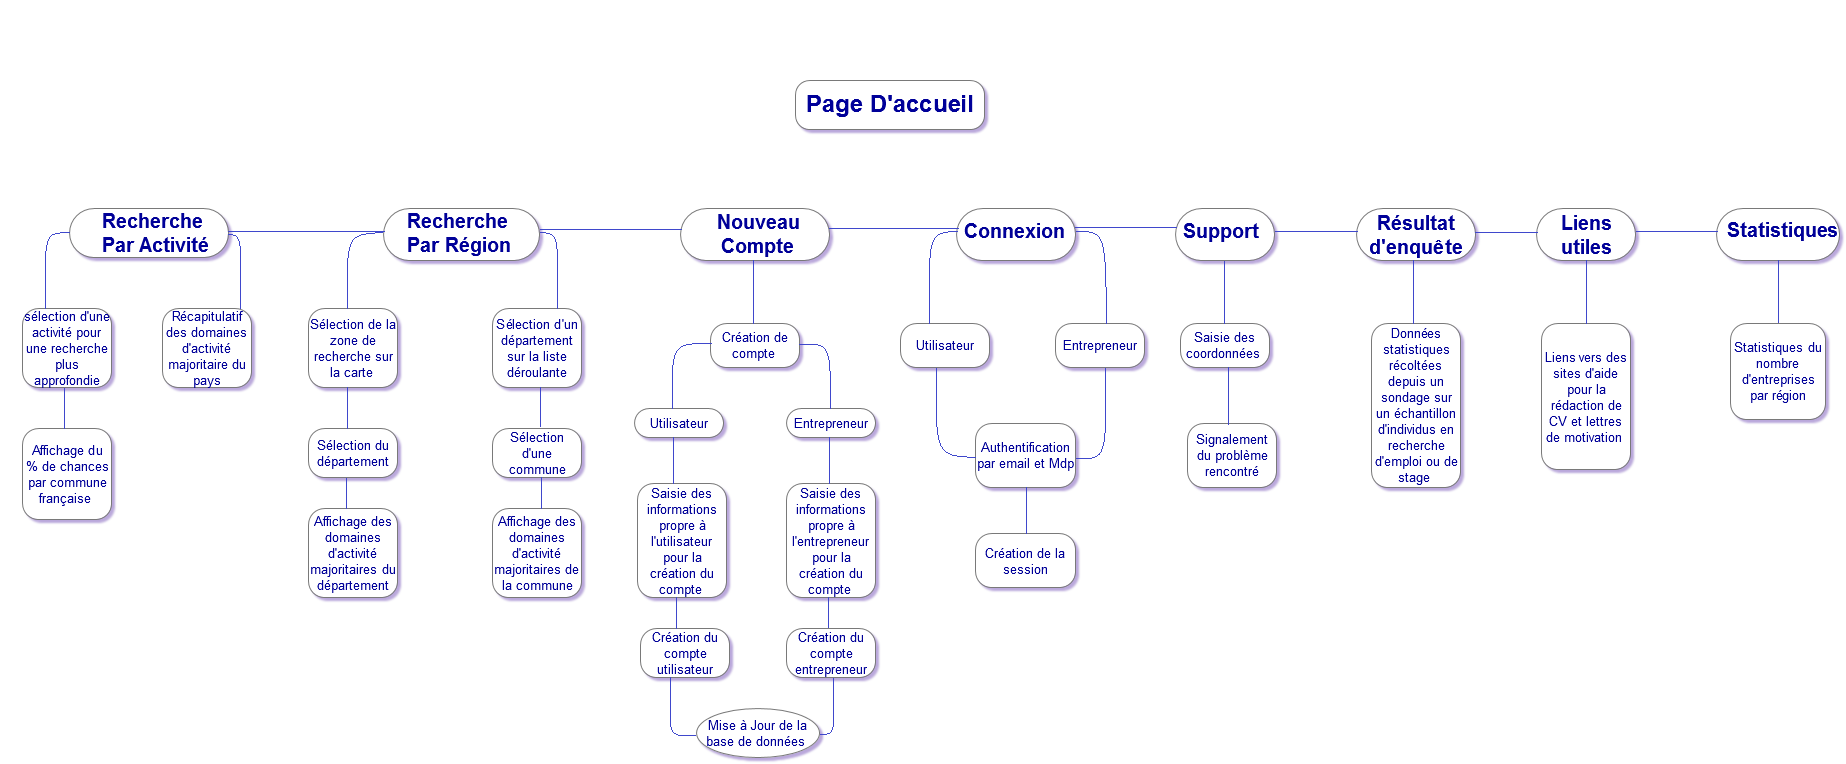 Page D'accueil
Recherche
Par Activité
Recherche
Par Région
Nouveau
Compte
Connexion
Support
Résultat
d'enquête
Liens
utiles
Statistiques
sélection d'une
activité pour
une recherche
plus
approfondie
Récapitulatif
des domaines
d'activité
majoritaire du
pays
Sélection de la
zone de
recherche sur
la carte
Sélection d'un
département
sur la liste
déroulante
Création de
compte
Utilisateur
Entrepreneur
Saisie des
coordonnées
Données
statistiques
récoltées
depuis un
sondage sur
un échantillon
d'individus en
recherche
d'emploi ou de
stage
Liens vers des
sites d'aide
pour la
rédaction de
CV et lettres
de motivation
Statistiques du
nombre
d'entreprises
par région
Affichage du
% de chances
par commune
française
Sélection du
département
Sélection
d'une
commune
Utilisateur
Entrepreneur
Authentification
par email et Mdp
Signalement
du problème
rencontré
Affichage des
domaines
d'activité
majoritaires du
département
Affichage des
domaines
d'activité
majoritaires de
la commune
Saisie des
informations
propre à
l'utilisateur
pour la
création du
compte
Saisie des
informations
propre à
l'entrepreneur
pour la
création du
compte
Création de la
session
Création du
compte
utilisateur
Création du
compte
entrepreneur
Mise à Jour de la
base de données